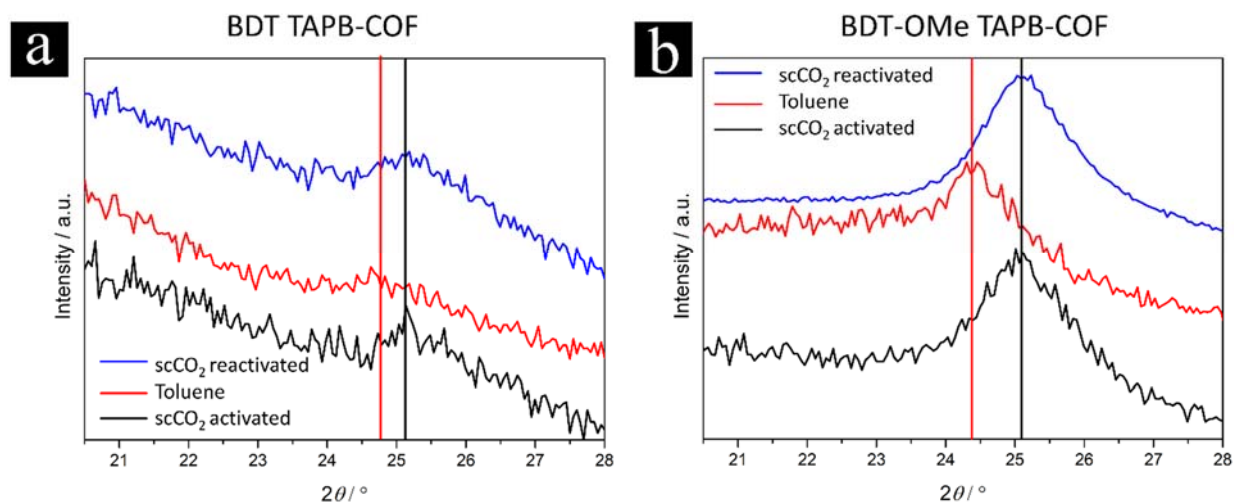 a
BDT TAPB-COF
Intensity / a.u.
scCO₂ reactivated
Toluene
scCO₂ activated
21 22 23 24 25 26 27 28
2θ / °
b
BDT-OMe TAPB-COF
scCO₂ reactivated
Toluene
scCO₂ activated
Intensity / a.u.
21 22 23 24 25 26 27 28
2θ / °